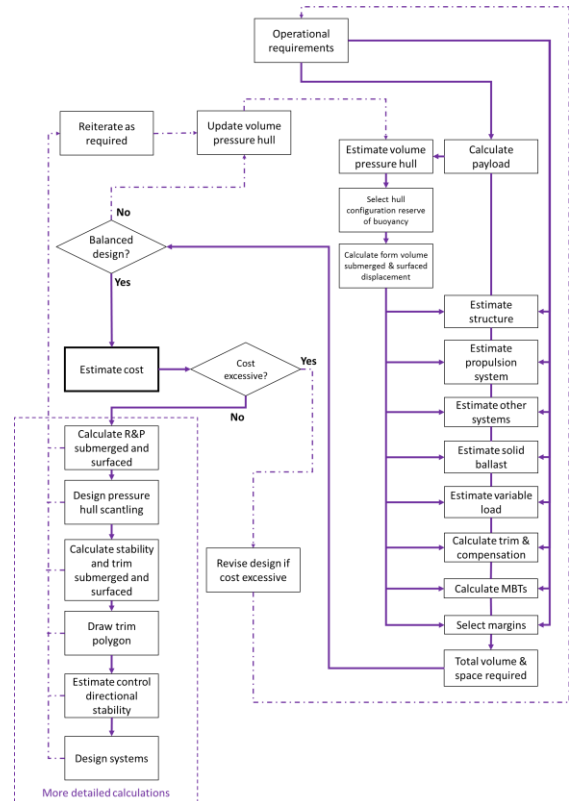 Operational
requirements
Reiterate as
required
Update volume
pressure hull
Estimate volume
pressure hull
Calculate
payload
Select hull
configuration reserve
of buoyancy
No
Balanced
design?
Calculate form volume
submerged & surfaced
displacement
Yes
Estimate
structure
Estimate cost
Cost
excessive?
Yes
Estimate
propulsion
system
No
Estimate other
systems
Calculate R&P
submerged and
surfaced
Estimate solid
ballast
Design pressure
hull scantling
Estimate variable
load
Calculate stability
and trim submerged
and surfaced
Revise design if
cost excessive
Calculate trim &
compensation
Calculate MBTs
Draw trim
polygon
Select margins
Estimate control
directional
stability
Total volume &
space required
Design systems
More detailed calculations